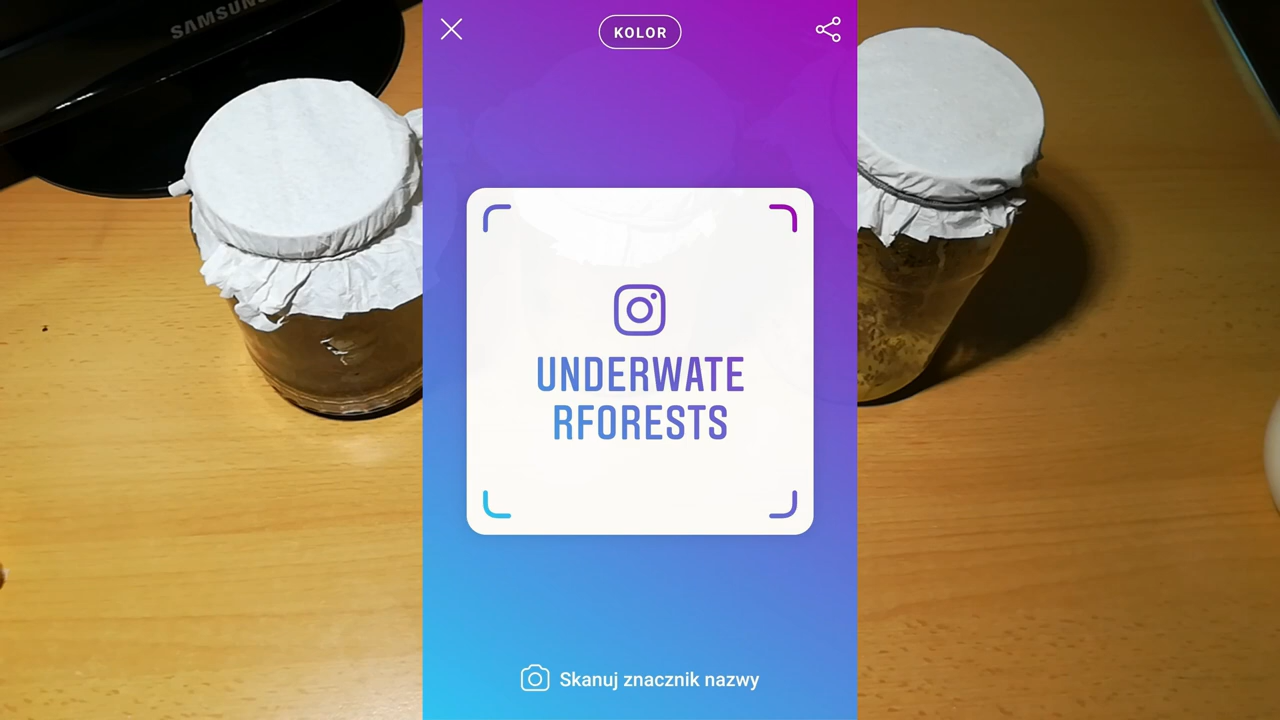 SAMSUNG
KOLOR
UNDERWATE
RFORESTS
Skanuj znacznik nazwy